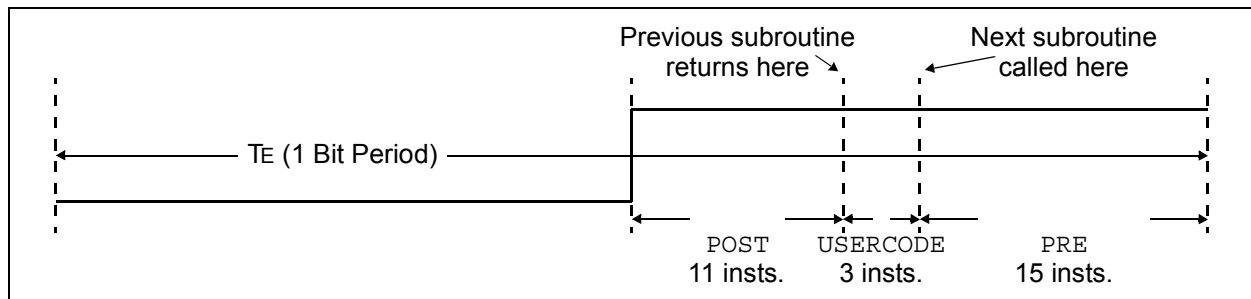 Previous subroutine
returns here
Next subroutine
called here
TE (1 Bit Period)
POST
11 insts.
USERCODE
3 insts.
PRE
15 insts.